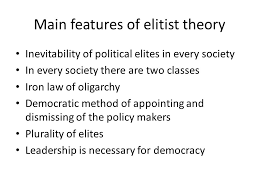 Main features of elitist theory
• Inevitability of political elites in every society
• In every society there are two classes
• Iron law of oligarchy
• Democratic method of appointing and
dismissing of the policy makers
• Plurality of elites
• Leadership is necessary for democracy